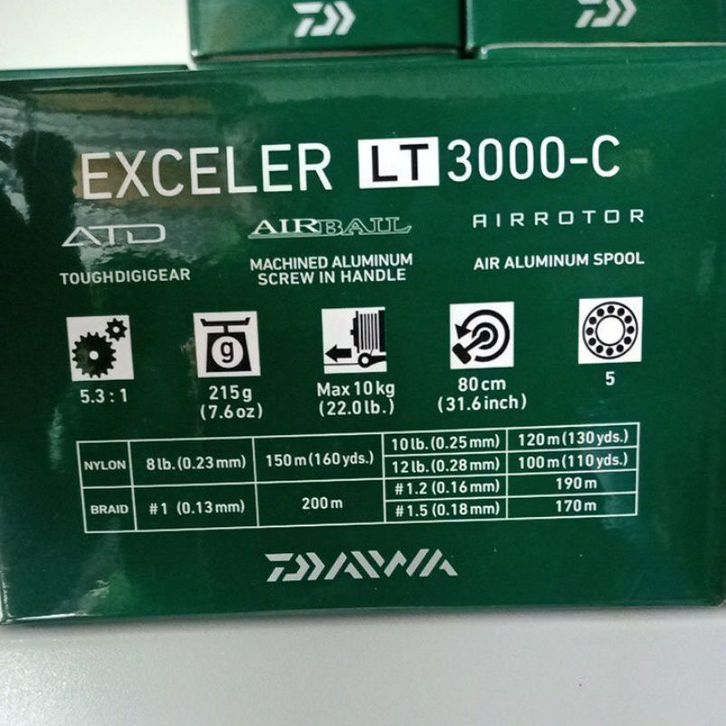 EXCELER LT 3000-C
ATD AIRBAIL AIRROTOR
TOUGHDIGIGEAR MACHINED ALUMINUM SCREW IN HANDLE AIR ALUMINUM SPOOL
g
5.3 : 1 215g (7.6oz) Max 10kg (22.0lb.) 80cm (31.6inch) 5
NYLON 8lb.(0.23mm) 150m(160yds.) 10lb.(0.25mm) 120m(130yds.)
12lb.(0.28mm) 100m(110yds.)
BRAID #1 (0.13mm) 200m #1.2 (0.16mm) 190m
#1.5 (0.18mm) 170m
DAIWA